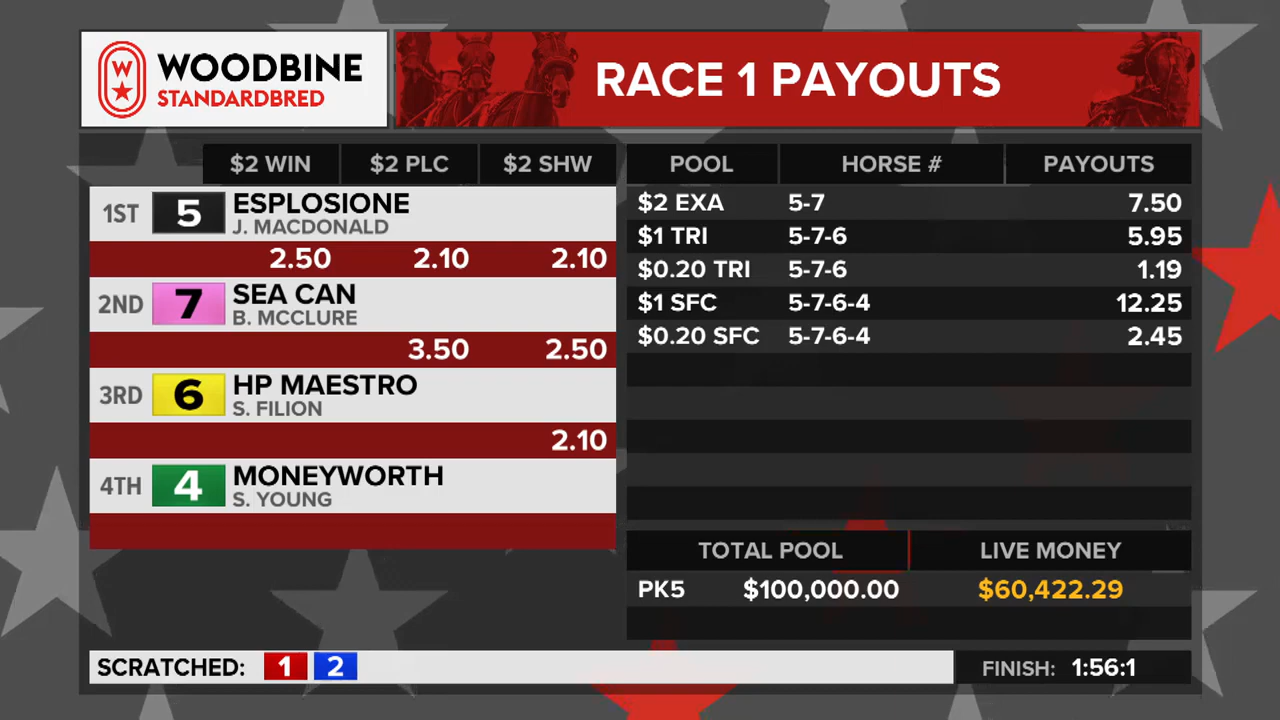 W
WOODBINE
STANDARDBRED
RACE 1 PAYOUTS
$2 WIN $2 PLC $2 SHW
1ST 5 ESPLOSIONE
J. MACDONALD
2.50 2.10 2.10
2ND 7 SEA CAN
B. MCCLURE
3.50 2.50
3RD 6 HP MAESTRO
S. FILION
2.10
4TH 4 MONEYWORTH
S. YOUNG
POOL HORSE # PAYOUTS
$2 EXA 5-7 7.50
$1 TRI 5-7-6 5.95
$0.20 TRI 5-7-6 1.19
$1 SFC 5-7-6-4 12.25
$0.20 SFC 5-7-6-4 2.45
TOTAL POOL LIVE MONEY
PK5 $100,000.00 $60,422.29
SCRATCHED: 1 2
FINISH: 1:56:1